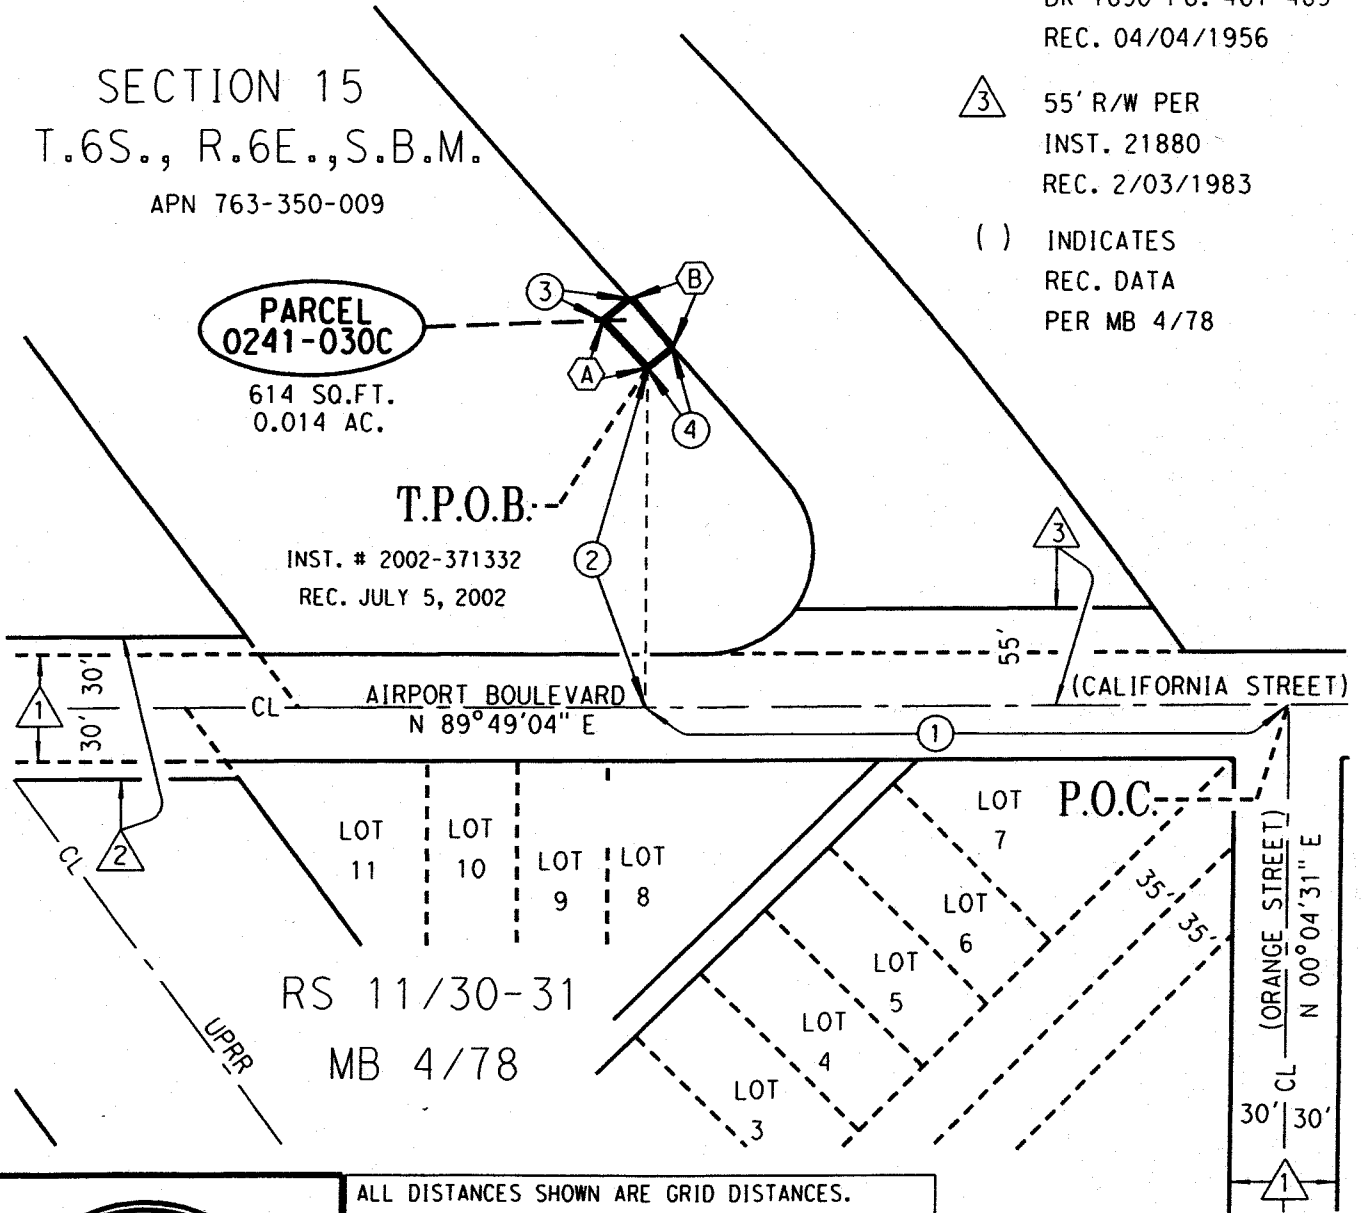 REC. 04/04/1956
SECTION 15
T.6S., R.6E.,S.B.M.
APN 763-350-009
3
55' R/W PER
INST. 21880
REC. 2/03/1983
( ) INDICATES
REC. DATA
PER MB 4/78
3
B
PARCEL
0241-030C
614 SQ.FT.
0.014 AC.
A
4
T.P.O.B.
2
3
INST. # 2002-371332
REC. JULY 5, 2002
55'
1
30'
30'
CL
AIRPORT BOULEVARD
N 89°49'04" E
(CALIFORNIA STREET)
1
LOT
7
P.O.C.
2
CL
LOT
11
LOT
10
LOT
9
LOT
8
LOT
6
35'
35'
LOT
5
LOT
4
LOT
3
(ORANGE STREET)
N 00°04'31" E
CL
RS 11/30-31
MB 4/78
UPRR
30'
30'
1
ALL DISTANCES SHOWN ARE GRID DISTANCES.